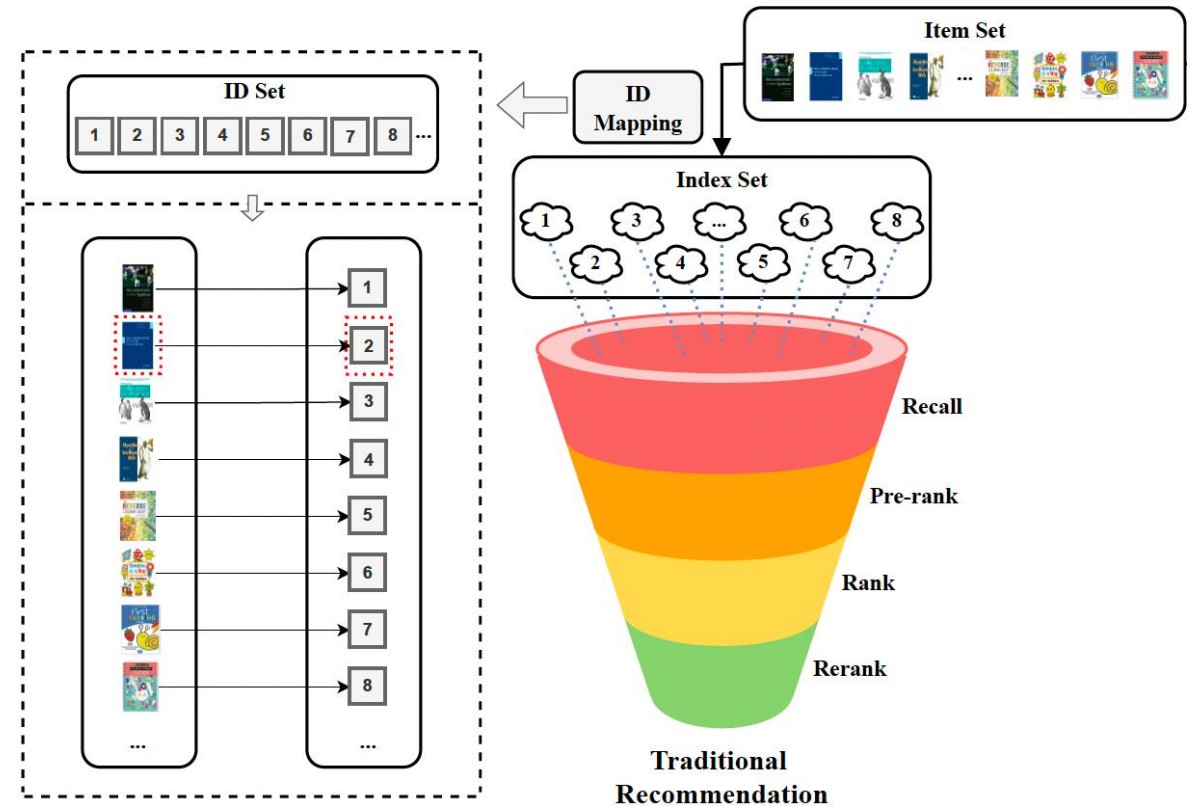 Item Set
...
ID
Mapping
ID Set
1 2 3 4 5 6 7 8 ...
Index Set
1 3 ... 6 8
2 4 5 7
1
2
3
4
REVERSE
5
6
First
7
8
... ...
Recall
Pre-rank
Rank
Rerank
Traditional
Recommendation